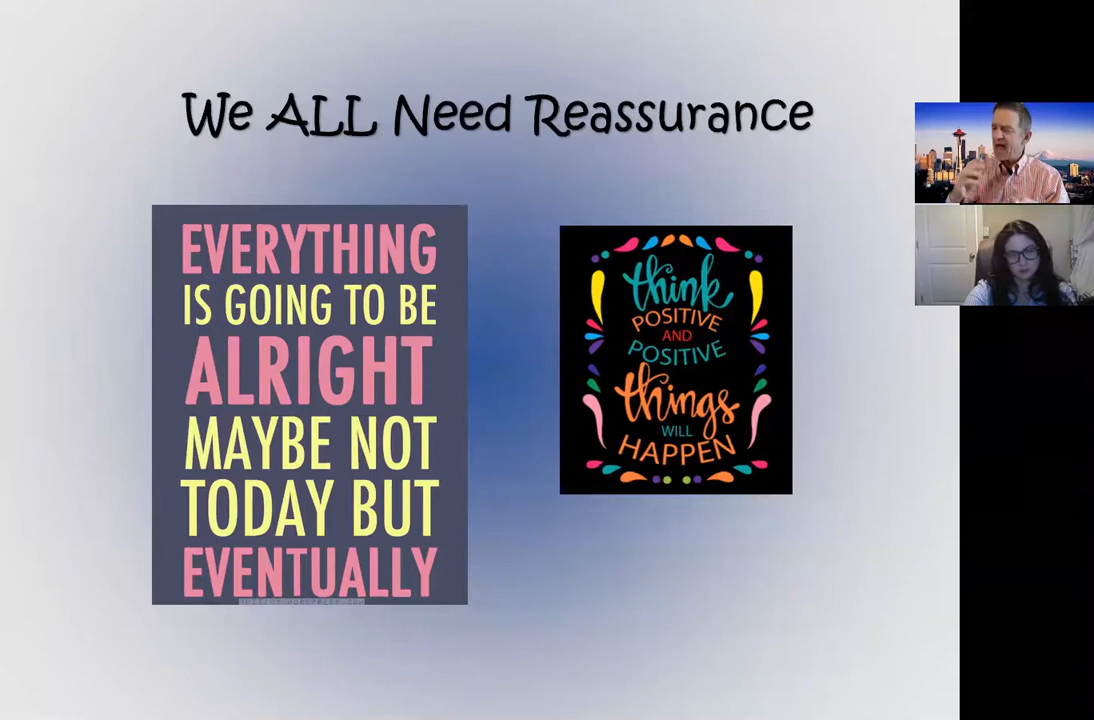 We ALL Need Reassurance
EVERYTHING
IS GOING TO BE
ALRIGHT
MAYBE NOT
TODAY BUT
EVENTUALLY
think
POSITIVE
AND
POSITIVE
things
WILL
HAPPEN